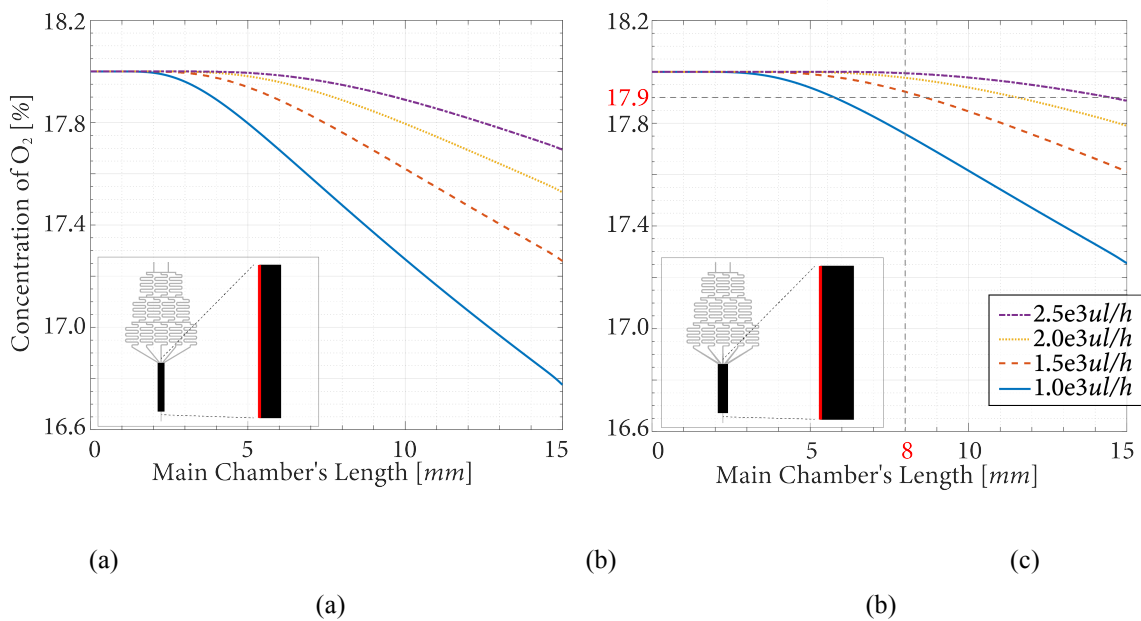 18.2
17.8
17.4
17.0
16.6
Concentration of O2 [%]
0 5 10 15
Main Chamber's Length [mm]
18.2
17.9
17.8
17.4
17.0
16.6
2.5e3ul/h
2.0e3ul/h
1.5e3ul/h
1.0e3ul/h
0 5 8 10 15
Main Chamber's Length [mm]
(a) (b) (c)
(a) (b)